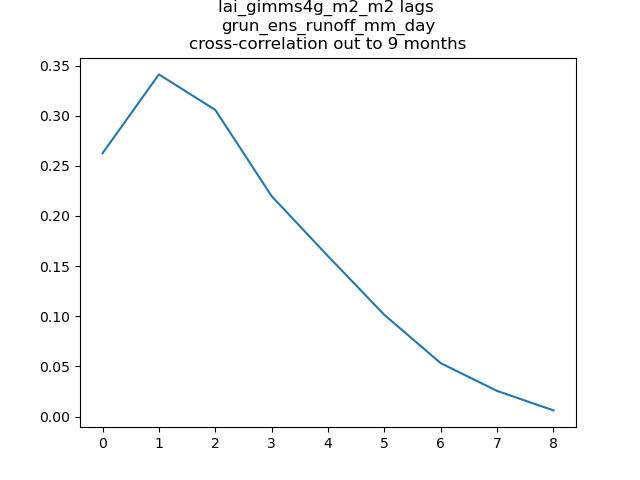 lai_gimms4g_m2_m2 lags
grun_ens_runoff_mm_day
cross-correlation out to 9 months
0.35
0.30
0.25
0.20
0.15
0.10
0.05
0.00
0 1 2 3 4 5 6 7 8